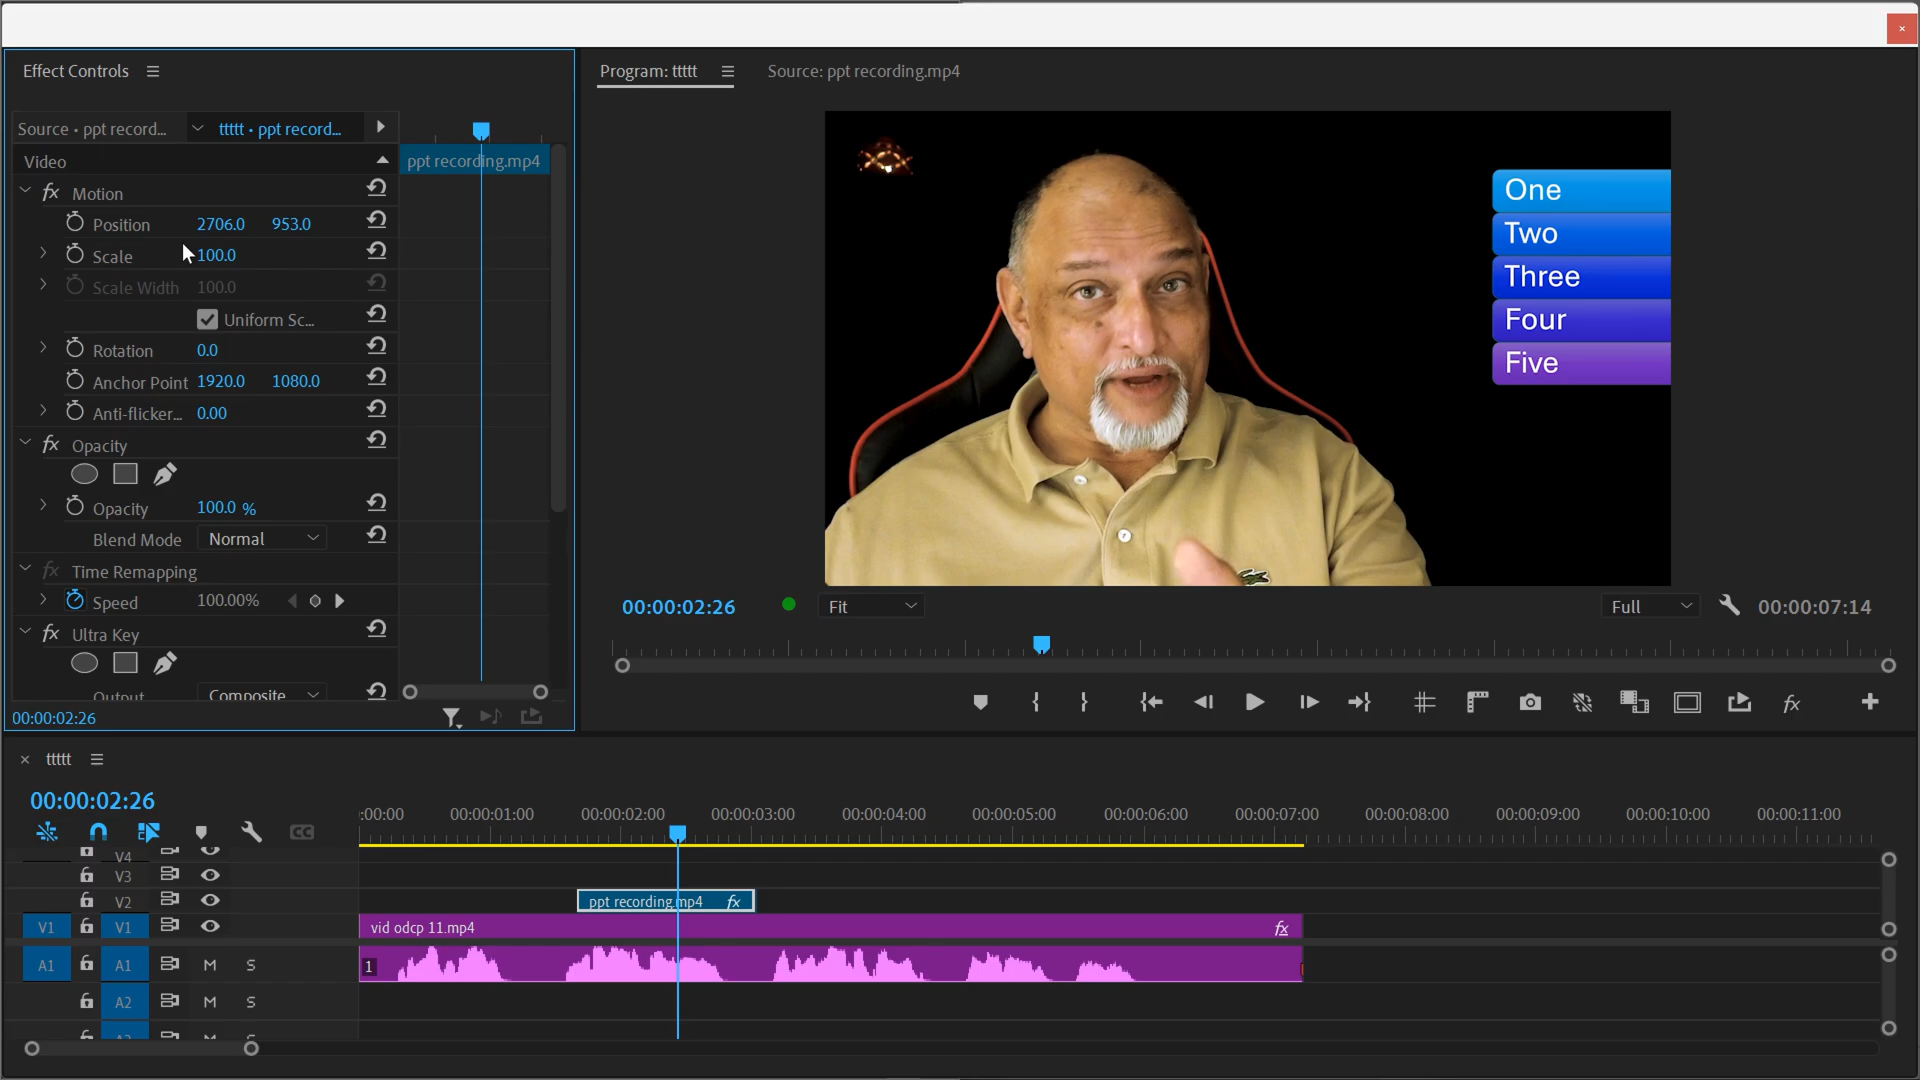 Effect Controls
Program: ttttt
Source: ppt recording.mp4
Source • ppt record...
ttttt • ppt record...
Video
ppt recording.mp4
fx Motion
Position 2706.0 953.0
Scale 100.0
Scale Width 100.0
Uniform Sc...
Rotation 0.0
Anchor Point 1920.0 1080.0
Anti-flicker... 0.00
fx Opacity
Opacity 100.0 %
Blend Mode Normal
fx Time Remapping
Speed 100.00%
fx Ultra Key
Output Composite
00:00:02:26
One
Two
Three
Four
Five
00:00:02:26 Fit Full 00:00:07:14
fx
ttttt
00:00:02:26
CC
:00:00 00:00:01:00 00:00:02:00 00:00:03:00 00:00:04:00 00:00:05:00 00:00:06:00 00:00:07:00 00:00:08:00 00:00:09:00 00:00:10:00 00:00:11:00
V4
V3
V2 ppt recording.mp4 fx
V1 V1 vid odcp 11.mp4 fx
A1 A1 M S 1
A2 M S
A3 M S